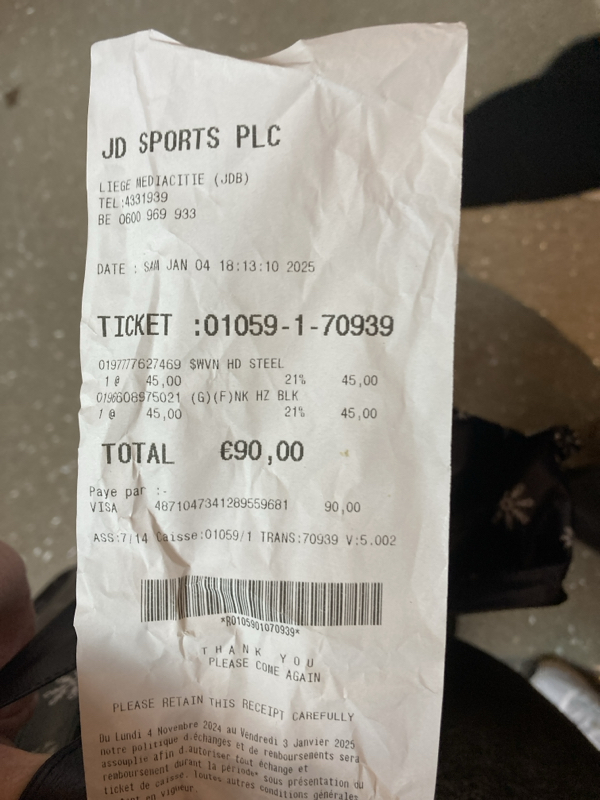 JD SPORTS PLC
LIEGE MEDIACITIE (JDB)
TEL:4331939
BE 0600 969 933
DATE : SAM JAN 04 18:13:10 2025
TICKET :01059-1-70939
0197777627469 $WVN HD STEEL
1 @ 45,00 21% 45,00
0196608975021 (G)(F)NK HZ BLK
1 @ 45,00 21% 45,00
TOTAL €90,00
Paye par :-
VISA 4871047341289559681 90,00
ASS:7/14 Caisse:01059/1 TRANS:70939 V:5.002
*R0105901070939*
THANK YOU
PLEASE COME AGAIN
PLEASE RETAIN THIS RECEIPT CAREFULLY
Du Lundi 4 Novembre 2024 au Vendredi 3 Janvier 2025
notre politique d'échanges et de remboursements sera
assouplie afin d'autoriser tout échange et
remboursement durant la période* sous présentation du
ticket de caisse. Toutes autres conditions générales
en vigueur.